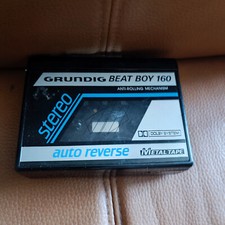 GRUNDIG BEAT BOY 160
ANTI-ROLLING MECHANISM
stereo
DOLBY SYSTEM
auto reverse
METAL TAPE